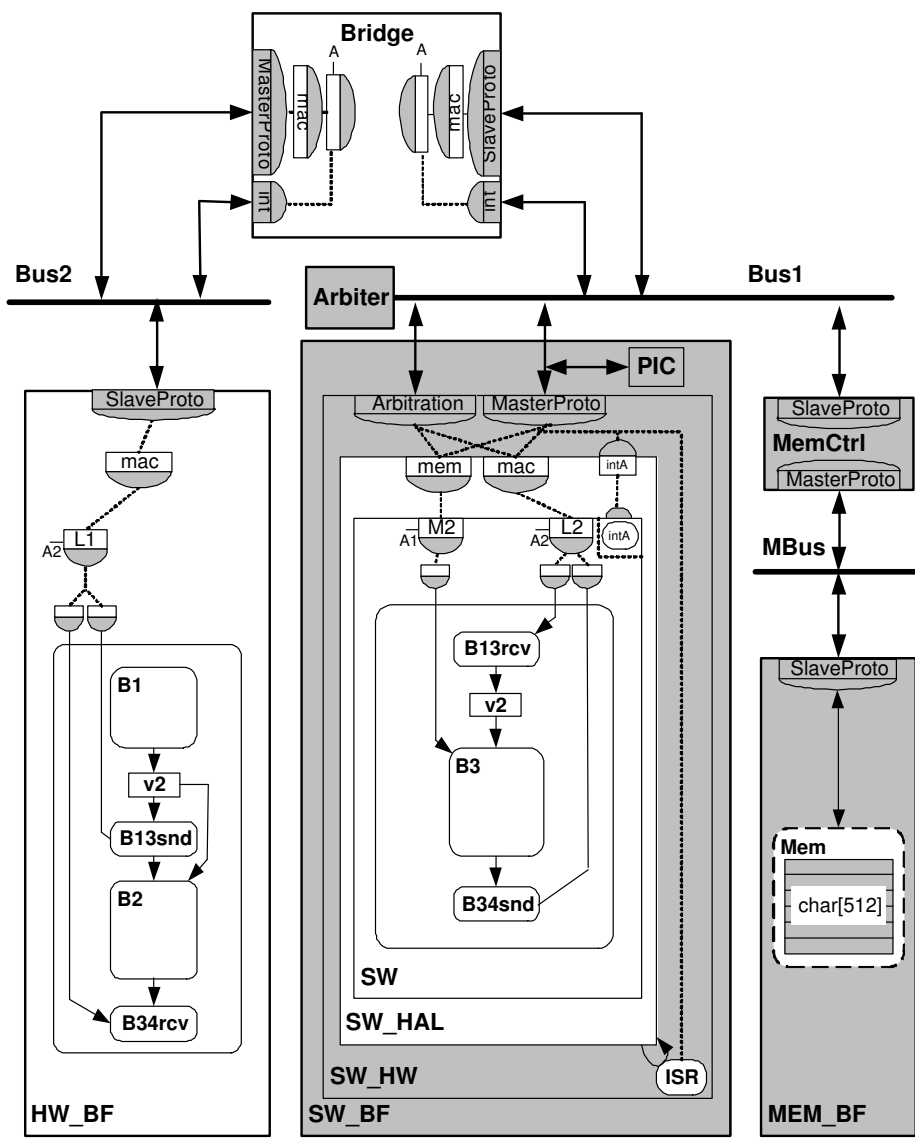 Bridge
A
A
MasterProto
mac
mac
SlaveProto
int
int
Bus2
Bus1
Arbiter
PIC
SlaveProto
mac
L1
A2
B1
v2
B13snd
B2
B34rcv
HW_BF
Arbitration
MasterProto
mem
mac
intA
M2
A1
L2
A2
intA
B13rcv
v2
B3
B34snd
SW
SW_HAL
SW_HW
ISR
SW_BF
SlaveProto
MemCtrl
MasterProto
MBus
SlaveProto
Mem
char[512]
MEM_BF